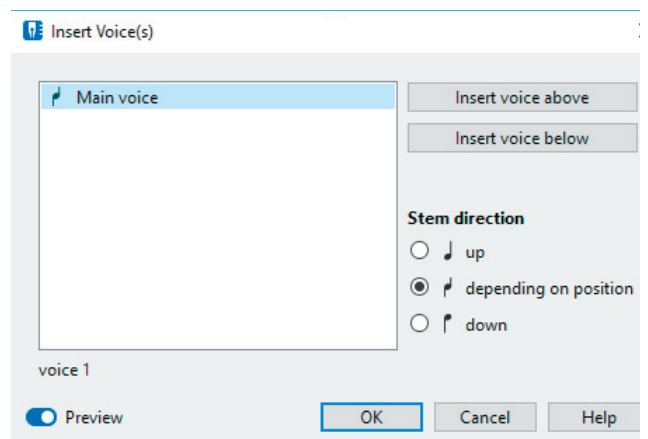 Insert Voice(s)
Main voice
Insert voice above
Insert voice below
Stem direction
up
depending on position
down
voice 1
Preview
OK
Cancel
Help